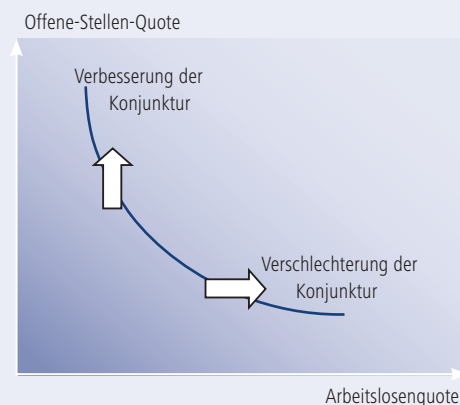 Offene-Stellen-Quote
Verbesserung der
Konjunktur
Verschlechterung der
Konjunktur
Arbeitslosenquote